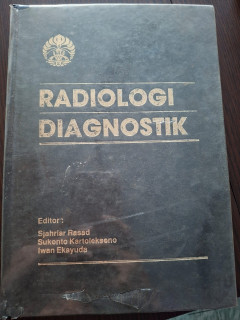 RADIOLOGI
DIAGNOSTIK
Editor :
Sjahriar Rasad
Sukonto Kartoleksono
Iwan Ekayuda